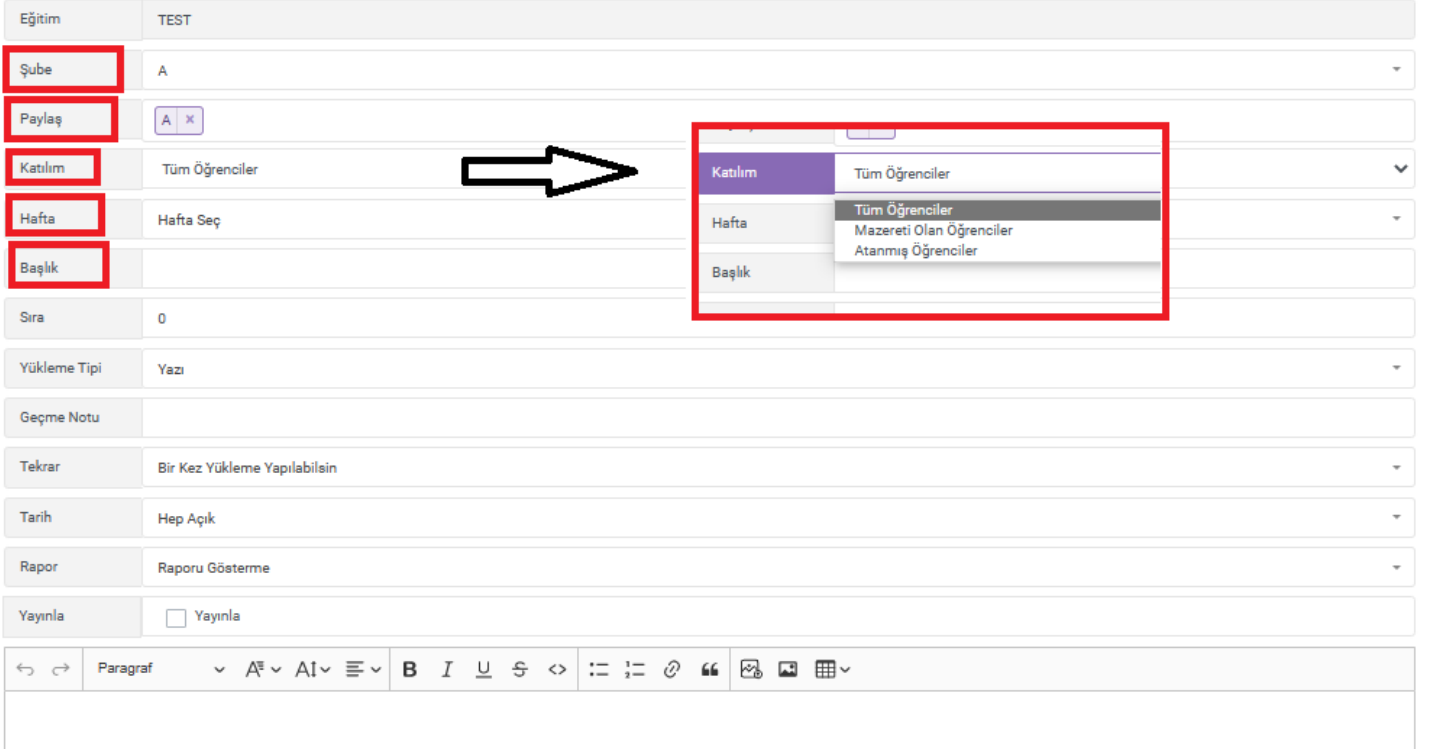 Eğitim TEST
Şube A
Paylaş A ×
Katılım Tüm Öğrenciler
Hafta Hafta Seç
Başlık
Sıra 0
Yükleme Tipi Yazı
Geçme Notu
Tekrar Bir Kez Yükleme Yapılabilsin
Tarih Hep Açık
Rapor Raporu Gösterme
Yayınla Yayınla
Paragraf
Katılım Tüm Öğrenciler
Tüm Öğrenciler
Hafta
Mazereti Olan Öğrenciler
Atanmış Öğrenciler
Başlık